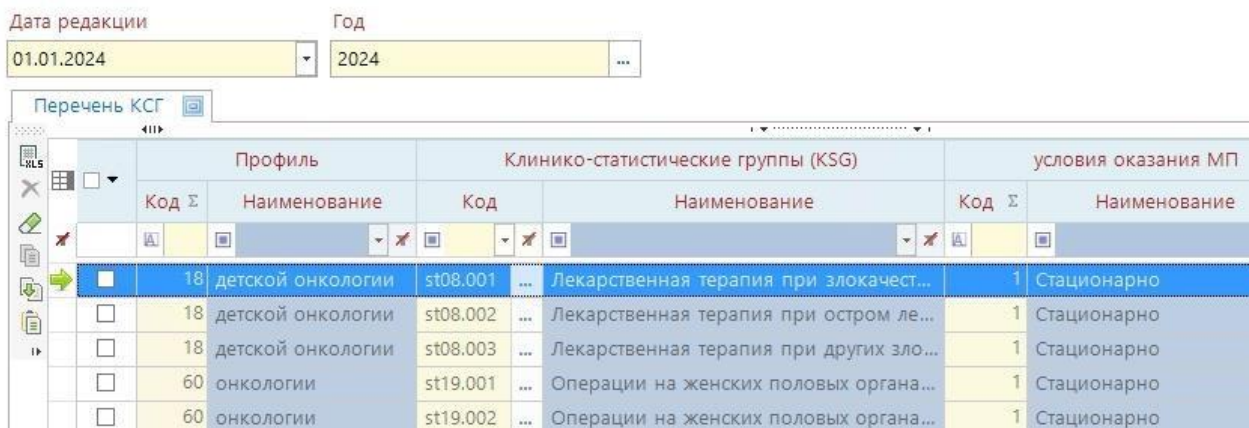 Дата редакции Год
01.01.2024 2024 ...
Перечень КСГ
XLS Профиль Клинико-статистические группы (KSG) условия оказания МП
Код Σ Наименование Код Наименование Код Σ Наименование
18 детской онкологии st08.001 ... Лекарственная терапия при злокачест... 1 Стационарно
18 детской онкологии st08.002 ... Лекарственная терапия при остром ле... 1 Стационарно
18 детской онкологии st08.003 ... Лекарственная терапия при других зло... 1 Стационарно
60 онкологии st19.001 ... Операции на женских половых органа... 1 Стационарно
60 онкологии st19.002 ... Операции на женских половых органа... 1 Стационарно